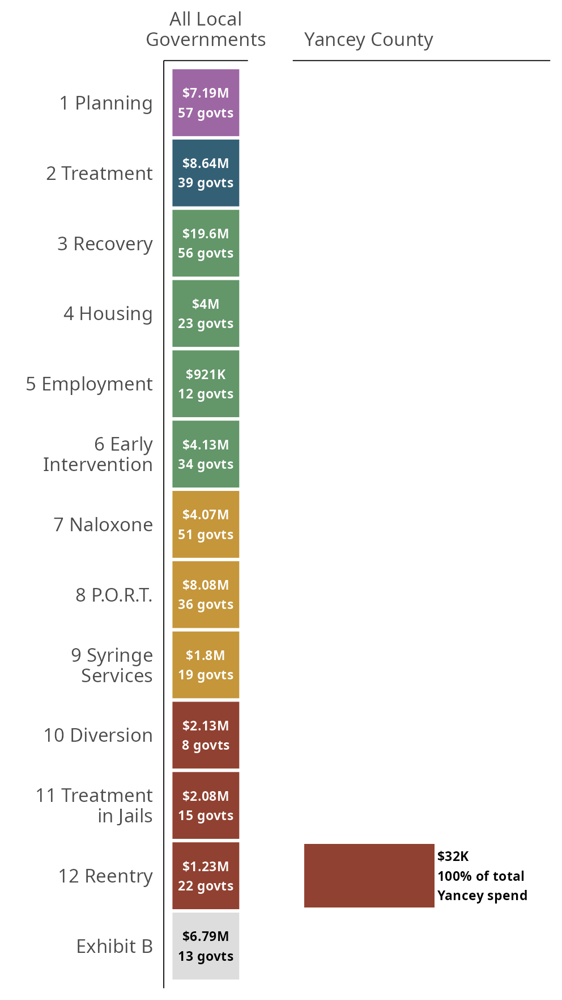 All Local
Governments
Yancey County
1 Planning
$7.19M
57 govts
2 Treatment
$8.64M
39 govts
3 Recovery
$19.6M
56 govts
4 Housing
$4M
23 govts
5 Employment
$921K
12 govts
6 Early
Intervention
$4.13M
34 govts
7 Naloxone
$4.07M
51 govts
8 P.O.R.T.
$8.08M
36 govts
9 Syringe
Services
$1.8M
19 govts
10 Diversion
$2.13M
8 govts
11 Treatment
in Jails
$2.08M
15 govts
12 Reentry
$1.23M
22 govts
$32K
100% of total
Yancey spend
Exhibit B
$6.79M
13 govts